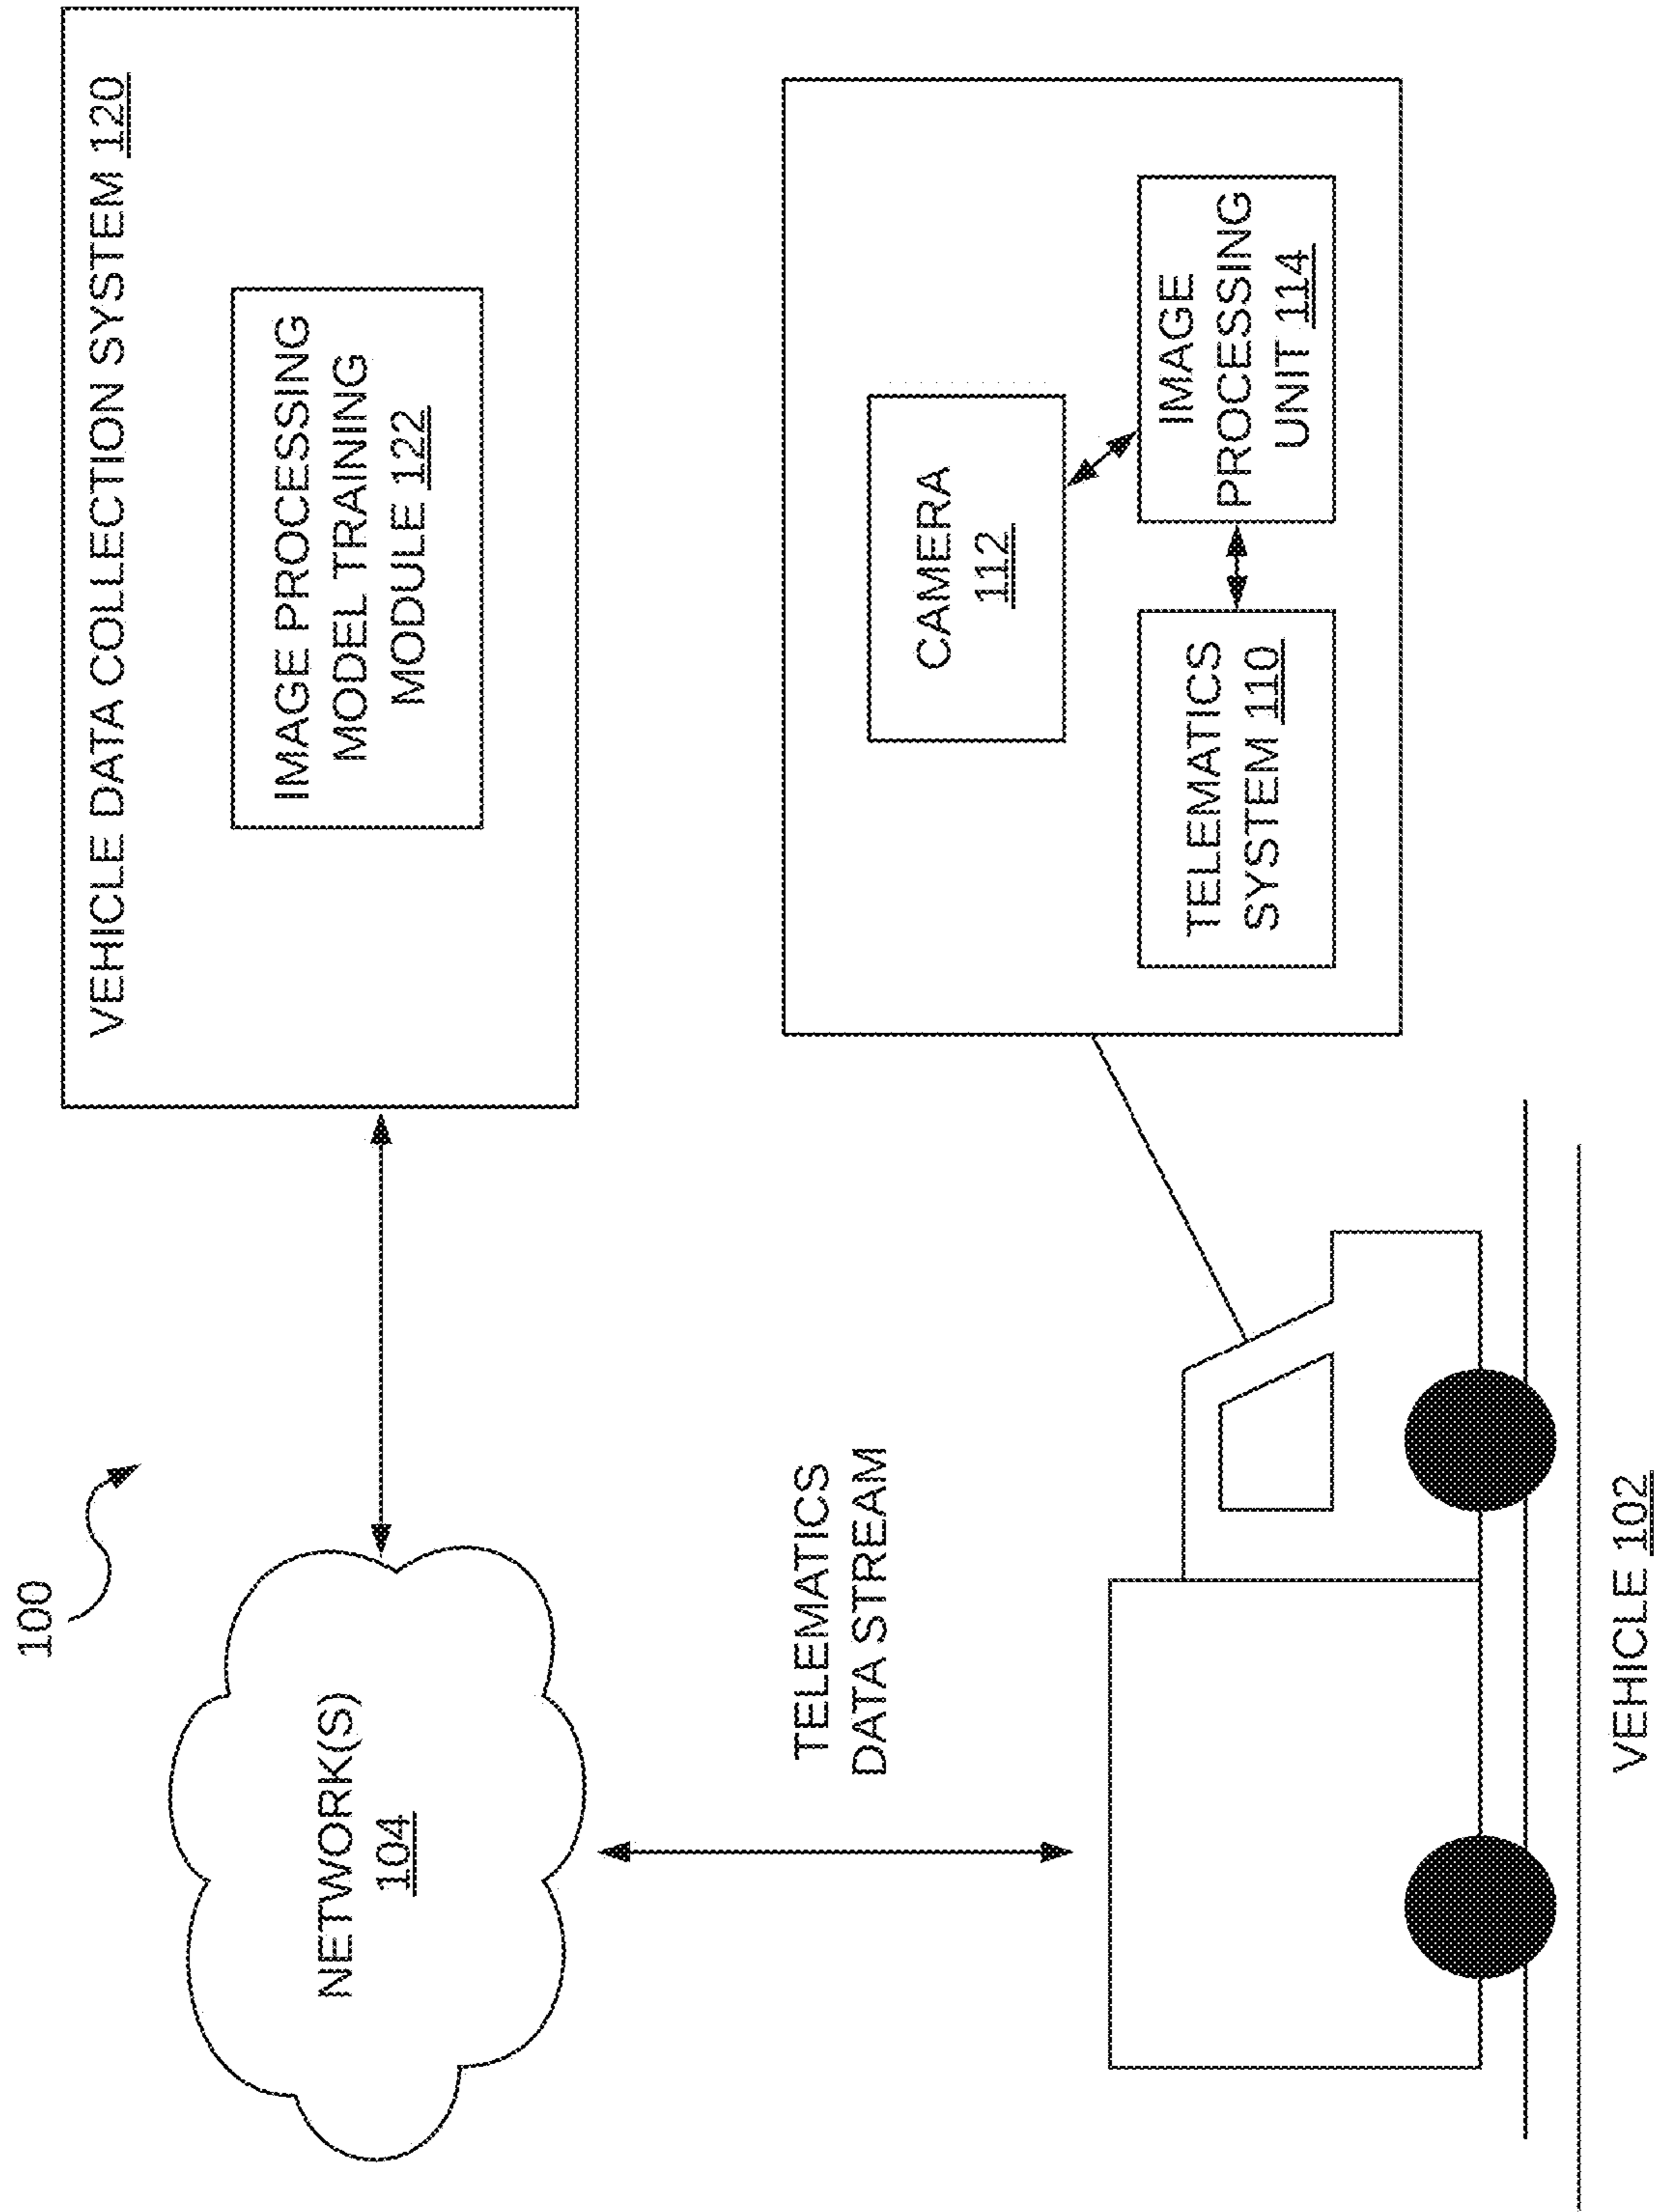 100
NETWORK(S)
104
VEHICLE DATA COLLECTION SYSTEM 120
IMAGE PROCESSING
MODEL TRAINING
MODULE 122
TELEMATICS
DATA STREAM
CAMERA
112
TELEMATICS
SYSTEM 110
IMAGE
PROCESSING
UNIT 114
VEHICLE 102